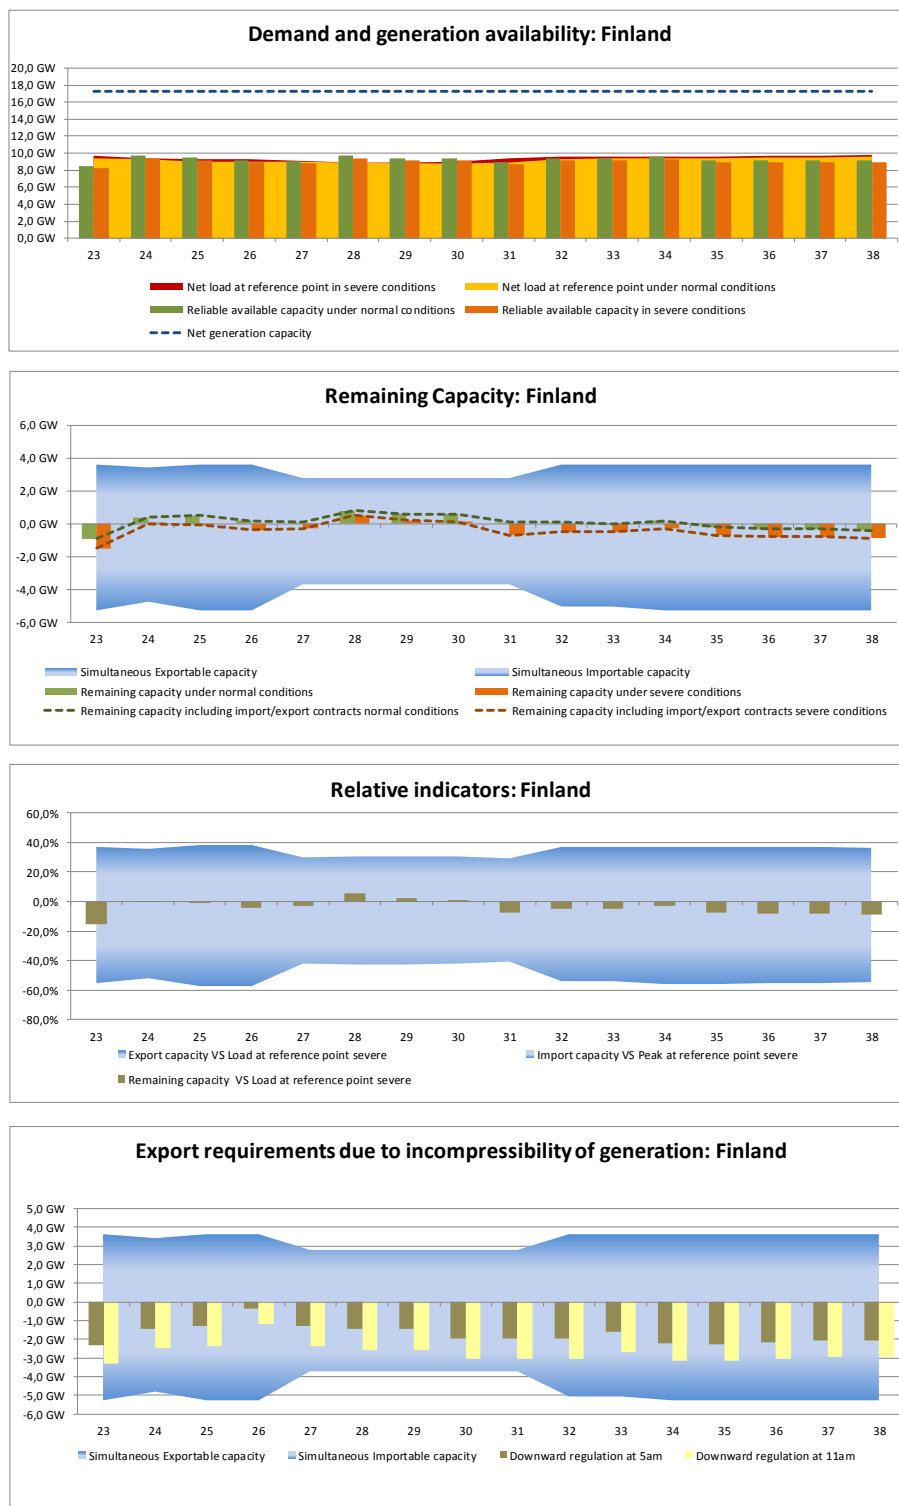 Demand and generation availability: Finland
20,0 GW
18,0 GW
16,0 GW
14,0 GW
12,0 GW
10,0 GW
8,0 GW
6,0 GW
4,0 GW
2,0 GW
0,0 GW
23 24 25 26 27 28 29 30 31 32 33 34 35 36 37 38
Net load at reference point in severe conditions Net load at reference point under normal conditions
Reliable available capacity under normal conditions Reliable available capacity in severe conditions
Net generation capacity
Remaining Capacity: Finland
6,0 GW
4,0 GW
2,0 GW
0,0 GW
-2,0 GW
-4,0 GW
-6,0 GW
23 24 25 26 27 28 29 30 31 32 33 34 35 36 37 38
Simultaneous Exportable capacity Simultaneous Importable capacity
Remaining capacity under normal conditions Remaining capacity under severe conditions
Remaining capacity including import/export contracts normal conditions Remaining capacity including import/export contracts severe conditions
Relative indicators: Finland
60,0%
40,0%
20,0%
0,0%
-20,0%
-40,0%
-60,0%
-80,0%
23 24 25 26 27 28 29 30 31 32 33 34 35 36 37 38
Export capacity VS Load at reference point severe Import capacity VS Peak at reference point severe
Remaining capacity VS Load at reference point severe
Export requirements due to incompressibility of generation: Finland
5,0 GW
4,0 GW
3,0 GW
2,0 GW
1,0 GW
0,0 GW
-1,0 GW
-2,0 GW
-3,0 GW
-4,0 GW
-5,0 GW
-6,0 GW
23 24 25 26 27 28 29 30 31 32 33 34 35 36 37 38
Simultaneous Exportable capacity Simultaneous Importable capacity Downward regulation at 5am Downward regulation at 11am